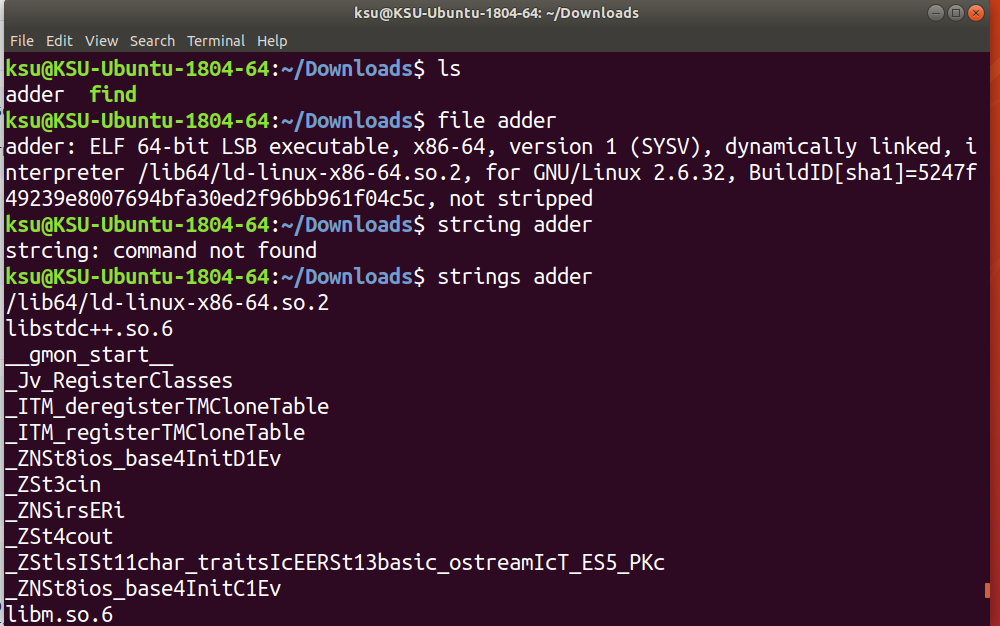 ksu@KSU-Ubuntu-1804-64: ~/Downloads
File Edit View Search Terminal Help
ksu@KSU-Ubuntu-1804-64:~/Downloads$ ls
adder  find
ksu@KSU-Ubuntu-1804-64:~/Downloads$ file adder
adder: ELF 64-bit LSB executable, x86-64, version 1 (SYSV), dynamically linked, i
nterpreter /lib64/ld-linux-x86-64.so.2, for GNU/Linux 2.6.32, BuildID[sha1]=5247f
49239e8007694bfa30ed2f96bb961f04c5c, not stripped
ksu@KSU-Ubuntu-1804-64:~/Downloads$ strcing adder
strcing: command not found
ksu@KSU-Ubuntu-1804-64:~/Downloads$ strings adder
/lib64/ld-linux-x86-64.so.2
libstdc++.so.6
__gmon_start__
_Jv_RegisterClasses
_ITM_deregisterTMCloneTable
_ITM_registerTMCloneTable
_ZNSt8ios_base4InitD1Ev
_ZSt3cin
_ZNSirsERi
_ZSt4cout
_ZStlsISt11char_traitsIcEERSt13basic_ostreamIcT_ES5_PKc
_ZNSt8ios_base4InitC1Ev
libm.so.6